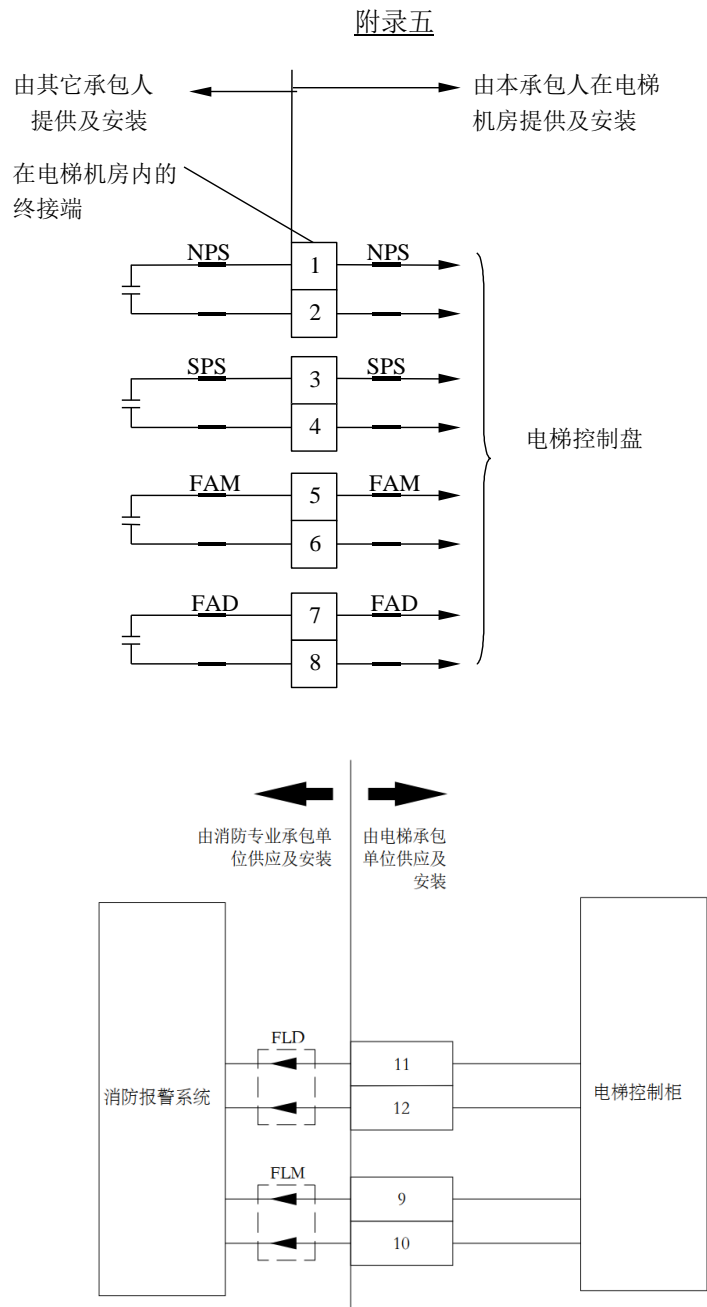 附录五
由其它承包人
提供及安装
由本承包人在电梯
机房提供及安装
在电梯机房内的
终接端
NPS 1 NPS
2
SPS 3 SPS
4
电梯控制盘
FAM 5 FAM
6
FAD 7 FAD
8
由消防专业承包单
位供应及安装
由电梯承包
单位供应及
安装
FLD
11
消防报警系统
12
电梯控制柜
FLM
9
10